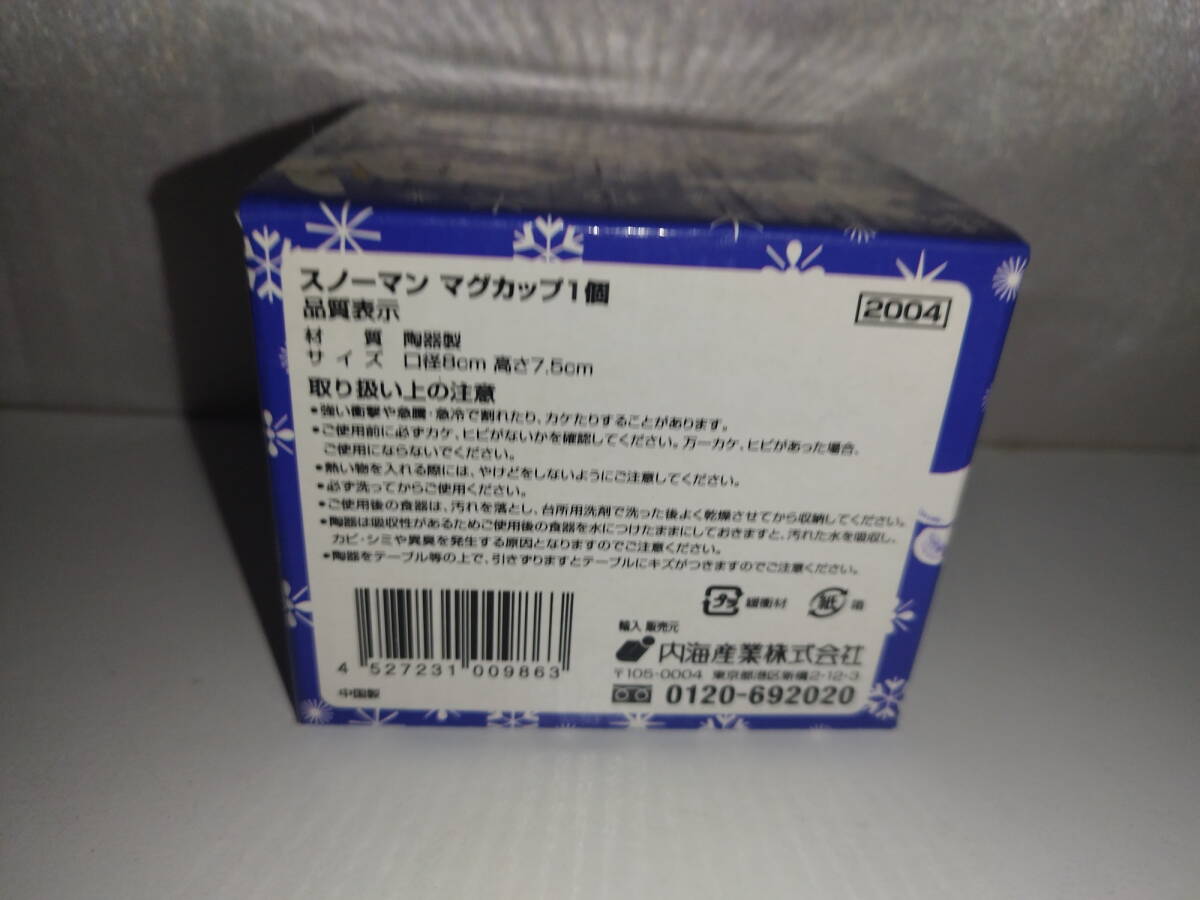 スノーマン マグカップ1個
2004
品質表示
材 質 陶器製
サイズ 口径8cm 高さ7.5cm
取り扱い上の注意
•強い衝撃や急騰・急冷で割れたり、カケたりすることがあります。
•ご使用前に必ずカケ、ヒビがないかを確認してください。万一カケ、ヒビがあった場合、
ご使用にならないでください。
•熱い物を入れる際には、やけどをしないようにご注意してください。
•必ず洗ってからご使用ください。
•ご使用後の食器は、汚れを落とし、台所用洗剤で洗った後よく乾燥させてから収納してください。
•陶器は吸収性があるためご使用後の食器を水につけたままにしておきますと、汚れた水を吸収し、
カビ・シミや異臭を発生する原因となりますのでご注意ください。
•陶器をテーブル等の上で、引きずりますとテーブルにキズがつきますのでご注意ください。
プラ 緩衝材 紙 箱
輸入 販売元
内海産業株式会社
〒105-0004 東京都港区新橋2-12-3
0120-692020
4 527231 009863
中国製